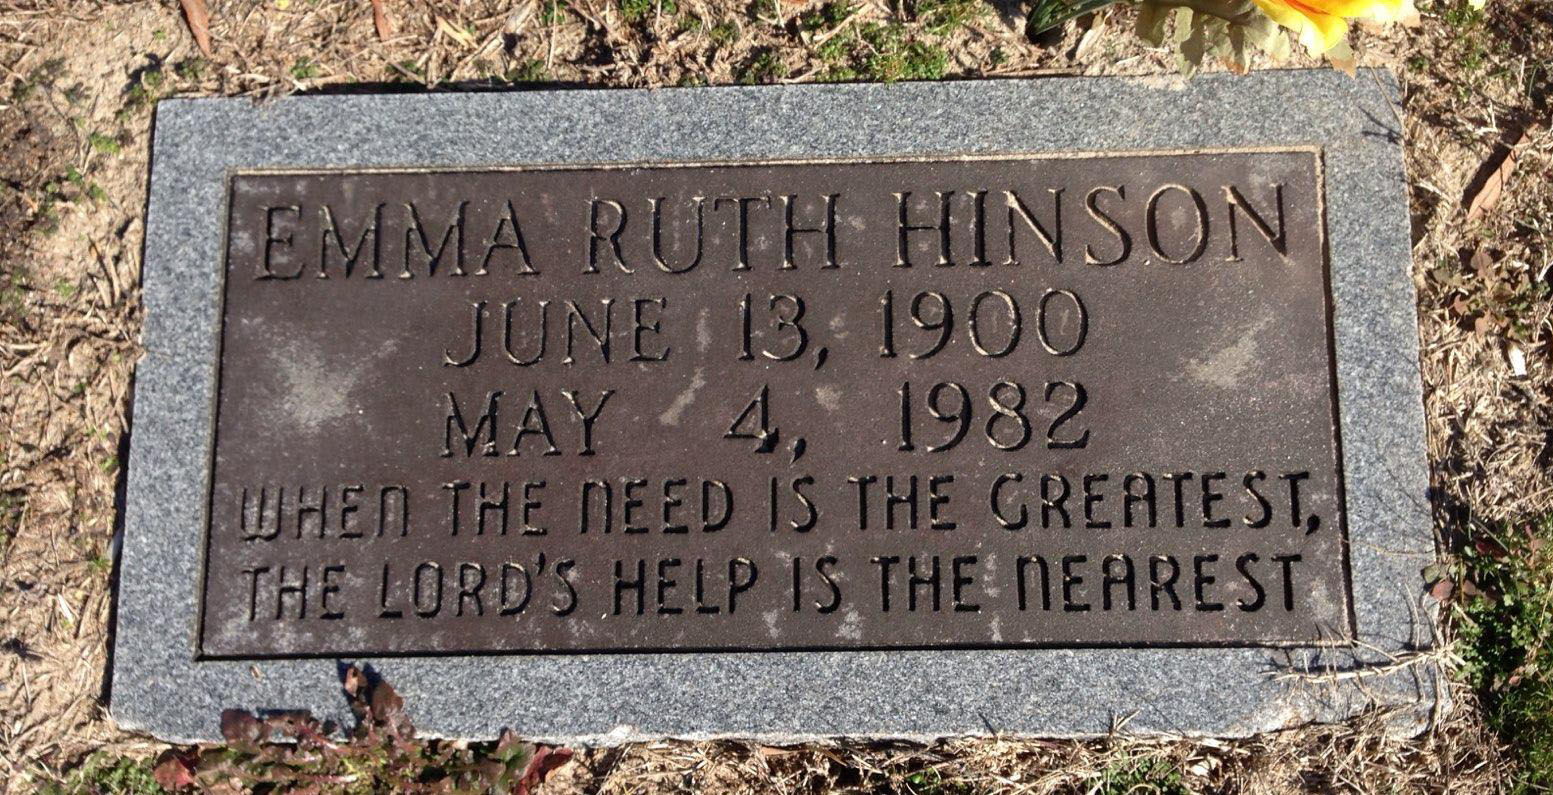 EMMA RUTH HINSON
JUNE 13, 1900
MAY 4, 1982
WHEN THE NEED IS THE GREATEST,
THE LORD'S HELP IS THE NEAREST